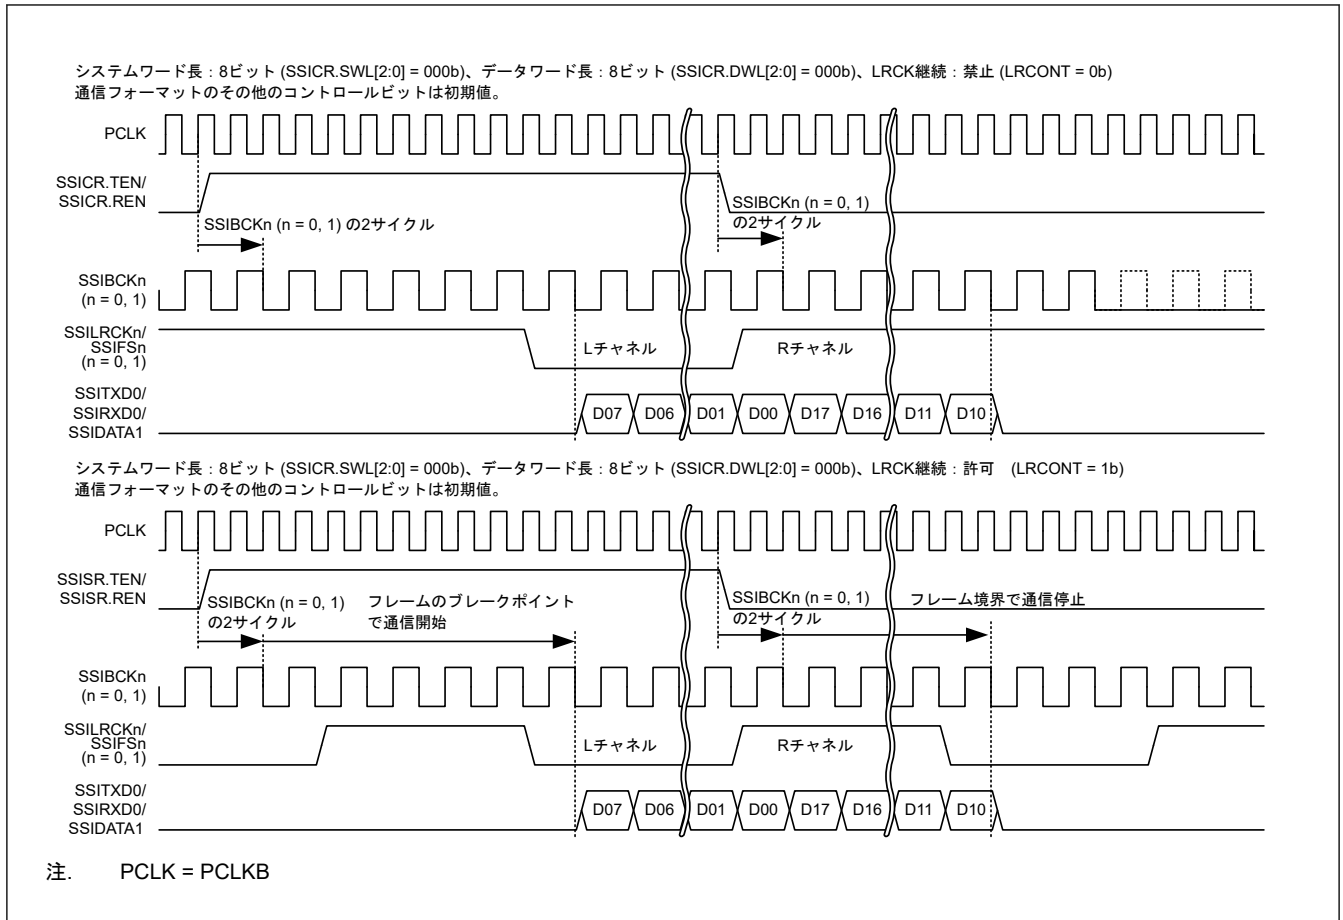 システムワード長：8ビット (SSICR.SWL[2:0] = 000b)、データワード長：8ビット (SSICR.DWL[2:0] = 000b)、LRCK継続：禁止 (LRCONT = 0b)
通信フォーマットのその他のコントロールビットは初期値。
PCLK
SSICR.TEN/
SSICR.REN
SSIBCKn (n = 0, 1) の2サイクル
SSIBCKn (n = 0, 1)
の2サイクル
SSIBCKn
(n = 0, 1)
SSILRCKn/
SSIFSn
(n = 0, 1)
Lチャネル
Rチャネル
SSITXD0/
SSIRXD0/
SSIDATA1
D07 D06 D01 D00 D17 D16 D11 D10
システムワード長：8ビット (SSICR.SWL[2:0] = 000b)、データワード長：8ビット (SSICR.DWL[2:0] = 000b)、LRCK継続：許可 (LRCONT = 1b)
通信フォーマットのその他のコントロールビットは初期値。
PCLK
SSISR.TEN/
SSISR.REN
SSIBCKn (n = 0, 1)
の2サイクル
フレームのブレークポイント
で通信開始
SSIBCKn (n = 0, 1)
の2サイクル
フレーム境界で通信停止
SSIBCKn
(n = 0, 1)
SSILRCKn/
SSIFSn
(n = 0, 1)
Lチャネル
Rチャネル
SSITXD0/
SSIRXD0/
SSIDATA1
D07 D06 D01 D00 D17 D16 D11 D10
注. PCLK = PCLKB